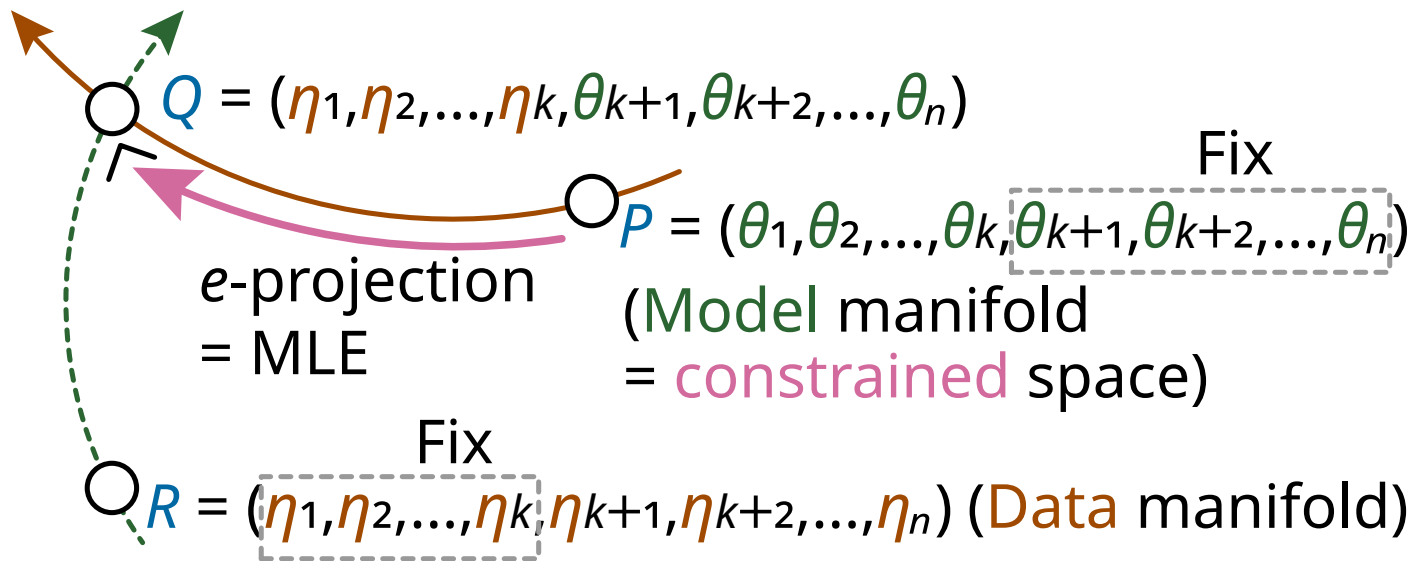 Q = (η1,η2,...,ηk,θk+1,θk+2,...,θn)
Fix
P = (θ1,θ2,...,θk,θk+1,θk+2,...,θn)
e-projection
= MLE
(Model manifold
= constrained space)
Fix
R = (η1,η2,...,ηk,ηk+1,ηk+2,...,ηn) (Data manifold)